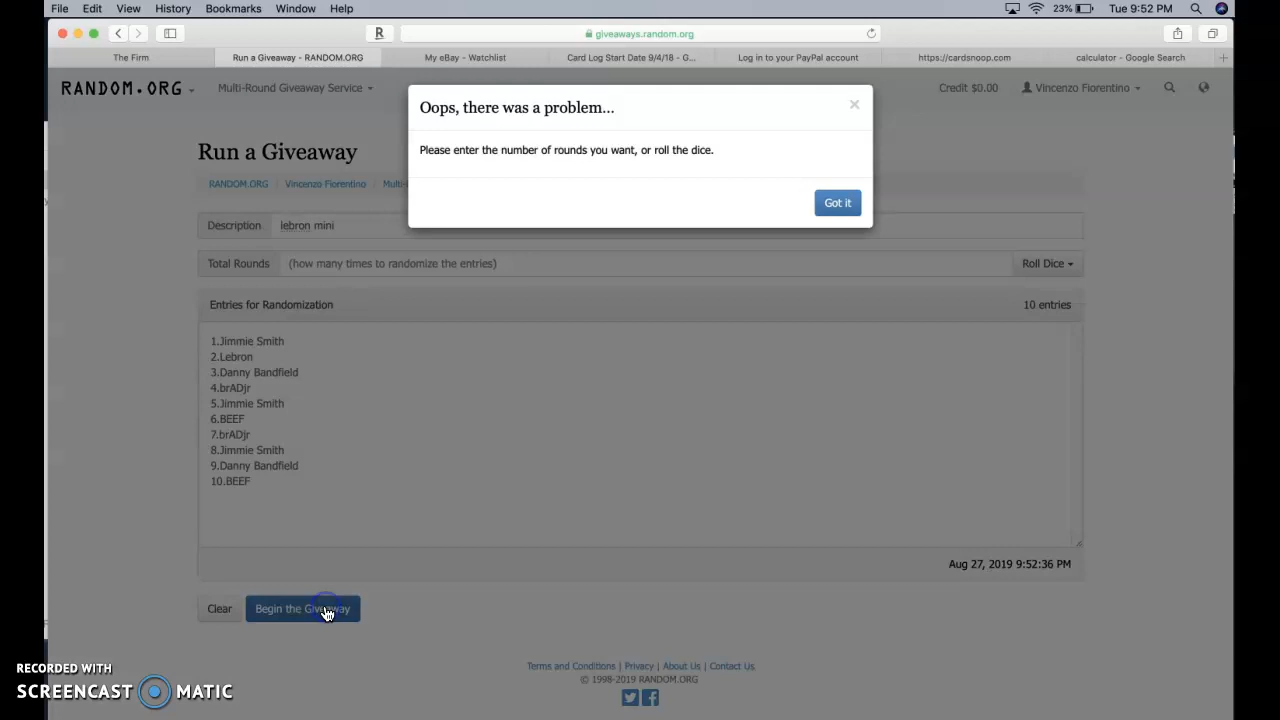 File Edit View History Bookmarks Window Help 23% Tue 9:52 PM
R giveaways.random.org
The Firm Run a Giveaway - RANDOM.ORG My eBay - Watchlist Card Log Start Date 9/4/18 - G... Log in to your PayPal account https://cardsnoop.com calculator - Google Search
RANDOM.ORG Multi-Round Giveaway Service Credit $0.00 Vincenzo Fiorentino
Oops, there was a problem...
Please enter the number of rounds you want, or roll the dice.
Got it
Run a Giveaway
RANDOM.ORG Vincenzo Fiorentino
Description lebron mini
Total Rounds (how many times to randomize the entries) Roll Dice
Entries for Randomization 10 entries
1.Jimmie Smith
2.Lebron
3.Danny Bandfield
4.brADjr
5.Jimmie Smith
6.BEEF
7.brADjr
8.Jimmie Smith
9.Danny Bandfield
10.BEEF
Aug 27, 2019 9:52:36 PM
Clear Begin the Giveaway
Terms and Conditions | Privacy | About Us | Contact Us
© 1998-2019 RANDOM.ORG
RECORDED WITH
SCREENCAST MATIC